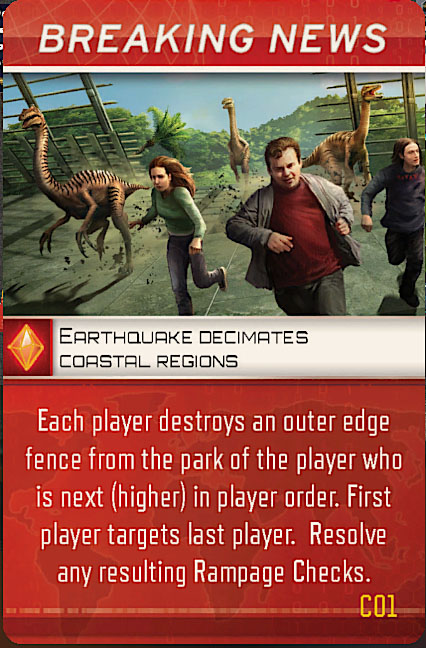 BREAKING NEWS
EARTHQUAKE DECIMATES
COASTAL REGIONS
Each player destroys an outer edge
fence from the park of the player who
is next (higher) in player order. First
player targets last player. Resolve
any resulting Rampage Checks.
C01